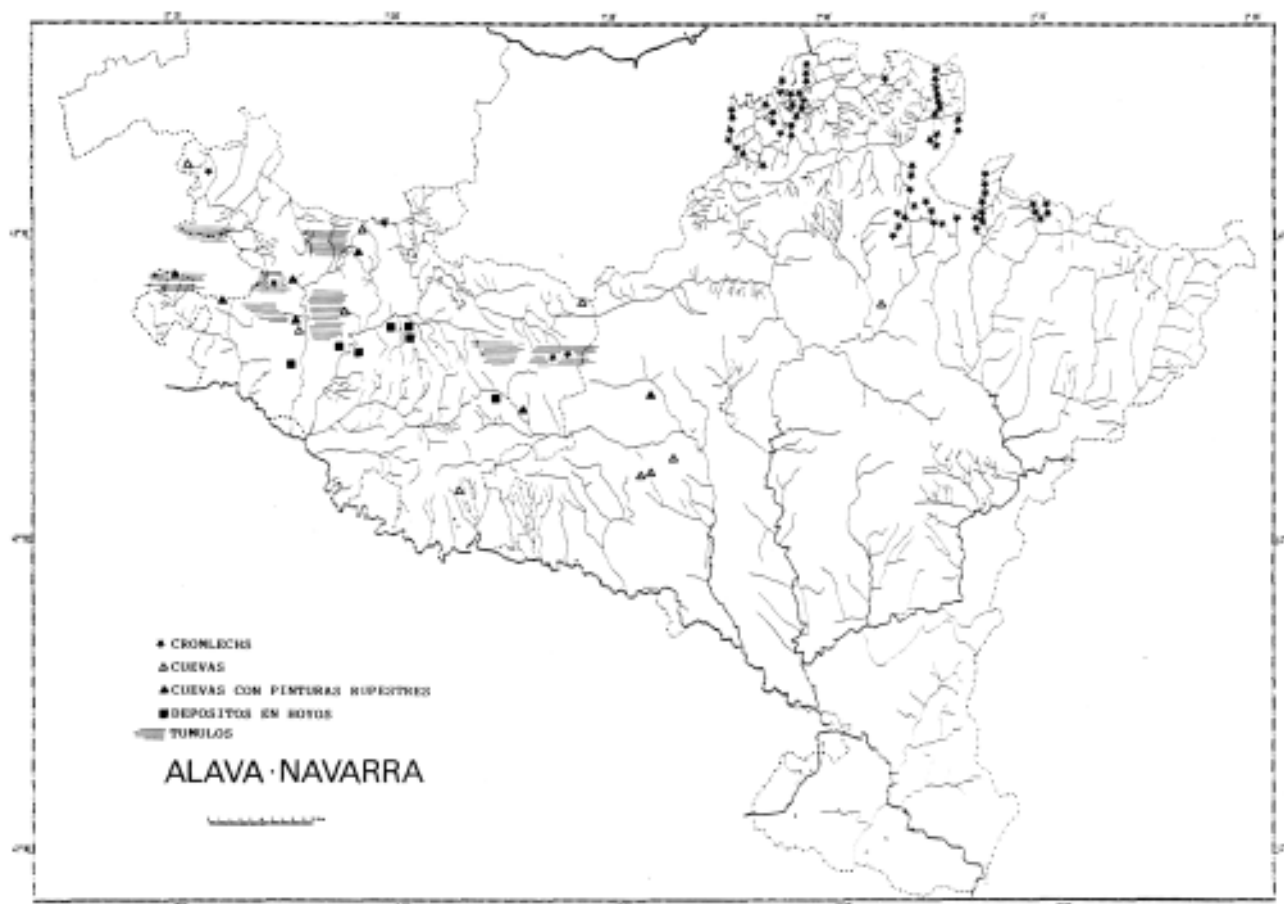 CROMLECHS
CUEVAS
CUEVAS CON PINTURAS RUPESTRES
DEPOSITOS EN HOYOS
TUMULOS
ALAVA·NAVARRA